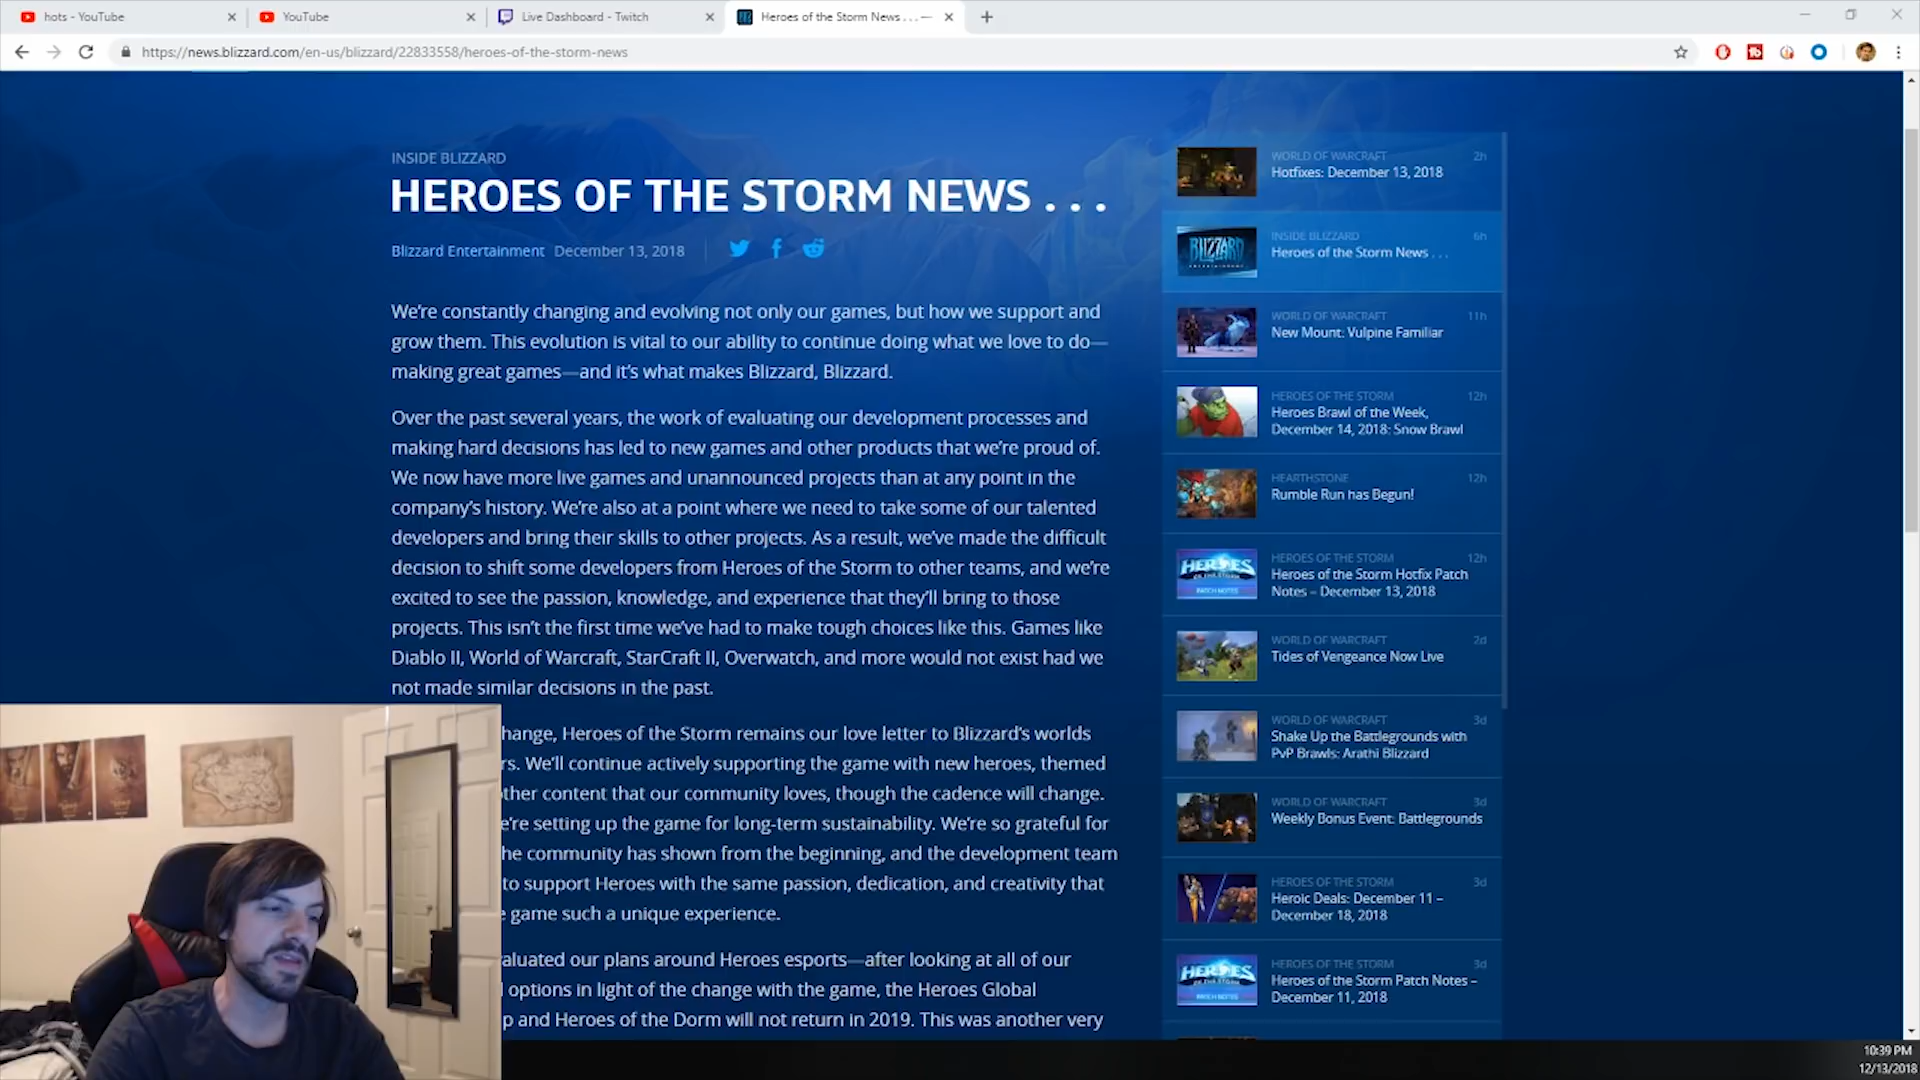 hots - YouTube
YouTube
Live Dashboard - Twitch
Heroes of the Storm News . . . —
https://news.blizzard.com/en-us/blizzard/22833558/heroes-of-the-storm-news
INSIDE BLIZZARD
HEROES OF THE STORM NEWS . . .
Blizzard Entertainment December 13, 2018
We're constantly changing and evolving not only our games, but how we support and
grow them. This evolution is vital to our ability to continue doing what we love to do—
making great games—and it's what makes Blizzard, Blizzard.
Over the past several years, the work of evaluating our development processes and
making hard decisions has led to new games and other products that we're proud of.
We now have more live games and unannounced projects than at any point in the
company's history. We're also at a point where we need to take some of our talented
developers and bring their skills to other projects. As a result, we've made the difficult
decision to shift some developers from Heroes of the Storm to other teams, and we're
excited to see the passion, knowledge, and experience that they'll bring to those
projects. This isn't the first time we've had to make tough choices like this. Games like
Diablo II, World of Warcraft, StarCraft II, Overwatch, and more would not exist had we
not made similar decisions in the past.
hange, Heroes of the Storm remains our love letter to Blizzard's worlds
rs. We'll continue actively supporting the game with new heroes, themed
ther content that our community loves, though the cadence will change.
e're setting up the game for long-term sustainability. We're so grateful for
he community has shown from the beginning, and the development team
to support Heroes with the same passion, dedication, and creativity that
e game such a unique experience.
aluated our plans around Heroes esports—after looking at all of our
l options in light of the change with the game, the Heroes Global
p and Heroes of the Dorm will not return in 2019. This was another very
WORLD OF WARCRAFT 2h
Hotfixes: December 13, 2018
BLIZZARD
ENTERTAINMENT
INSIDE BLIZZARD 6h
Heroes of the Storm News . . .
WORLD OF WARCRAFT 11h
New Mount: Vulpine Familiar
HEROES OF THE STORM 12h
Heroes Brawl of the Week,
December 14, 2018: Snow Brawl
HEARTHSTONE 12h
Rumble Run has Begun!
HEROES
OF THE STORM
PATCH NOTES
HEROES OF THE STORM 12h
Heroes of the Storm Hotfix Patch
Notes – December 13, 2018
WORLD OF WARCRAFT 2d
Tides of Vengeance Now Live
WORLD OF WARCRAFT 3d
Shake Up the Battlegrounds with
PvP Brawls: Arathi Blizzard
WORLD OF WARCRAFT 3d
Weekly Bonus Event: Battlegrounds
HEROES OF THE STORM 3d
Heroic Deals: December 11 –
December 18, 2018
HEROES
OF THE STORM
PATCH NOTES
HEROES OF THE STORM 3d
Heroes of the Storm Patch Notes –
December 11, 2018
10:39 PM
12/13/2018